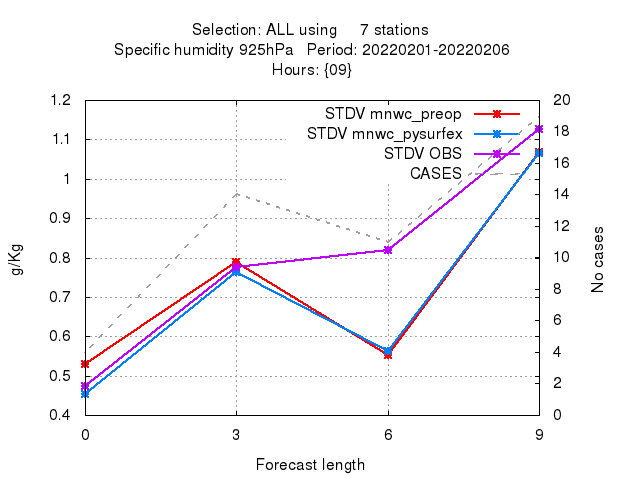 Selection: ALL using 7 stations
Specific humidity 925hPa Period: 20220201-20220206
Hours: {09}
STDV mnwc_preop
STDV mnwc_pysurfex
STDV OBS
CASES
g/Kg
1.2
1.1
1
0.9
0.8
0.7
0.6
0.5
0.4
20
18
16
14
12
10
8
6
4
2
0
No cases
0 3 6 9
Forecast length